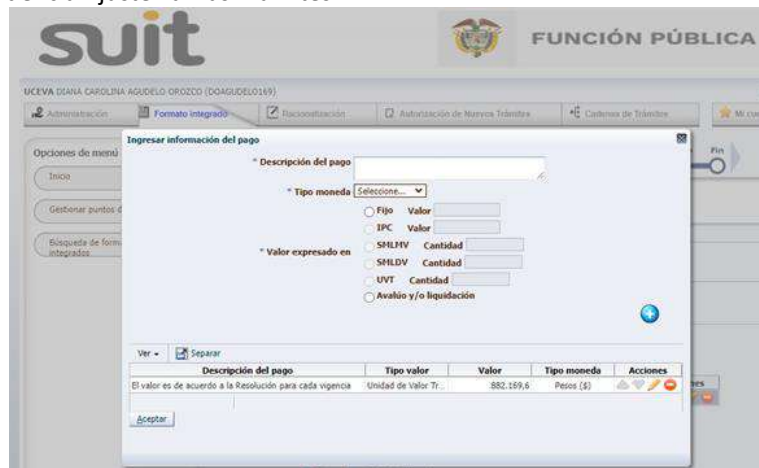 suit
FUNCIÓN PÚBLICA
UCEVA DIANA CAROLINA AGUDELO OROZCO (DOAGUDELO169)
Administración Formato integrado Racionalización Autorización de Nuevos Trámites Cadenas de Trámites
Opciones de menú
Inicio
Gestionar puntos
Búsqueda de
integrados
Fin
Ingresar información del pago
* Descripción del pago
* Tipo moneda Seleccione...
* Valor expresado en
Fijo Valor
IPC Valor
SMLMV Cantidad
SMLDV Cantidad
UVT Cantidad
Avalúo y/o liquidación
Ver Separar
Descripción del pago Tipo valor Valor Tipo moneda Acciones
El valor es de acuerdo a la Resolución para cada vigencia Unidad de Valor Tr... 882.169,6 Pesos ($)
Aceptar